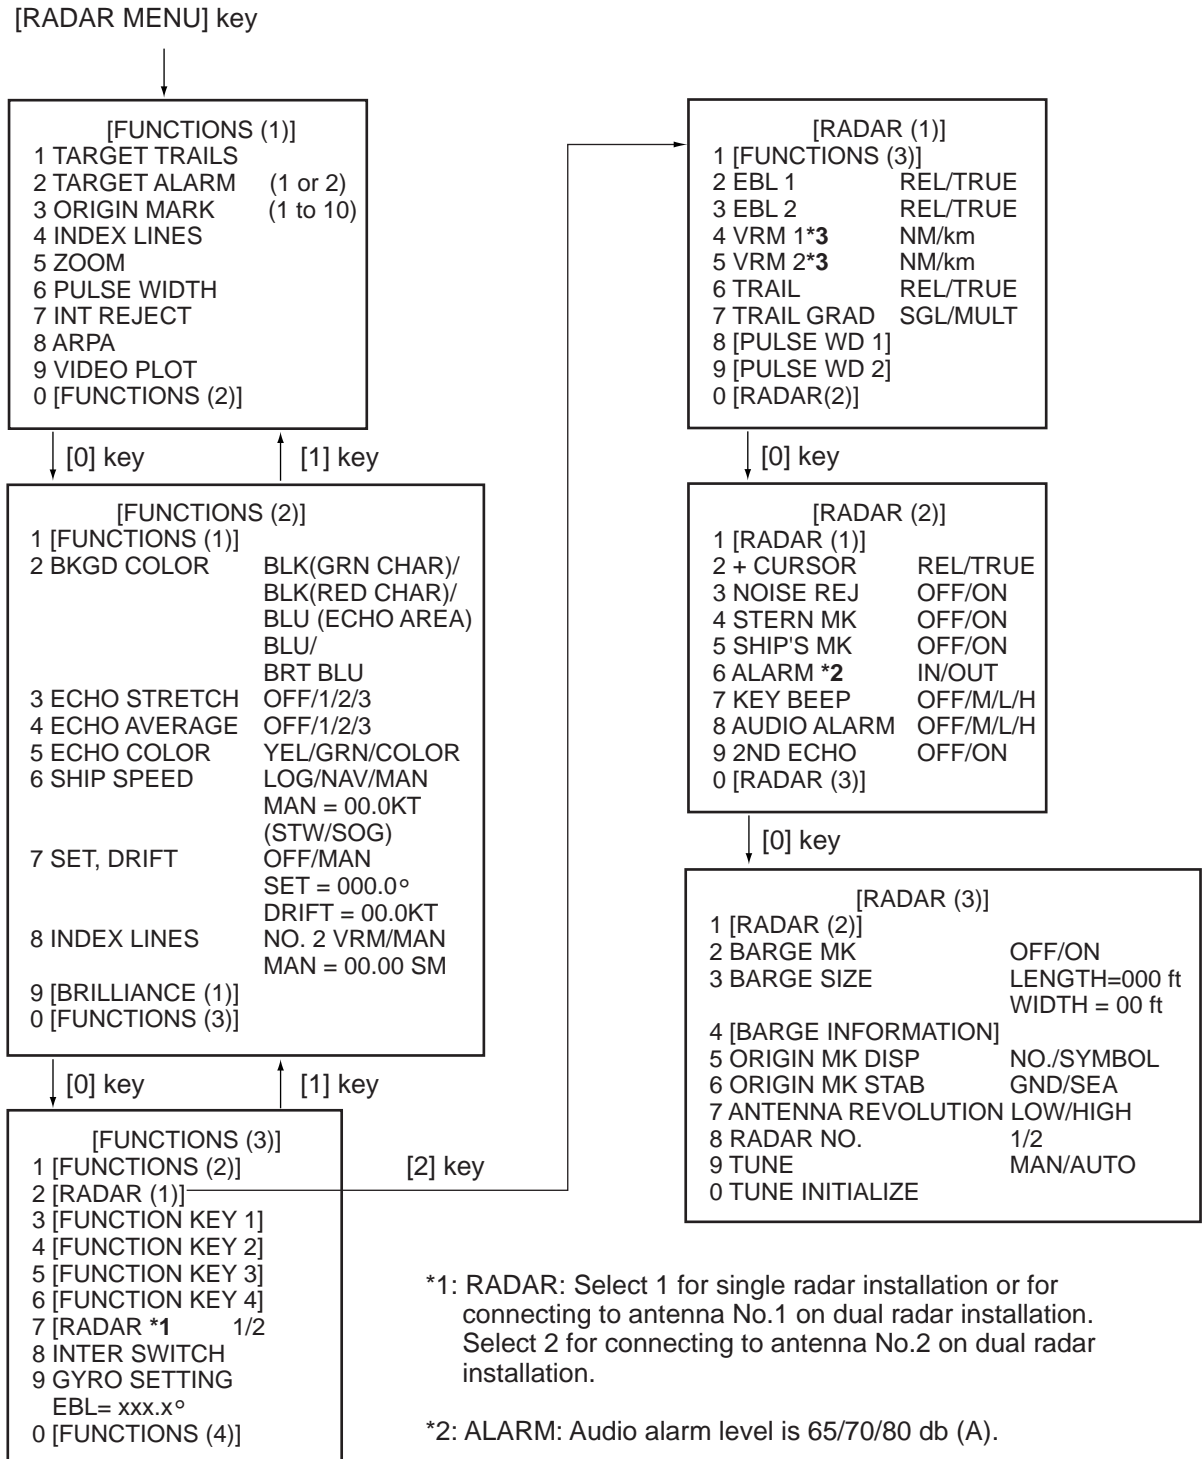 [RADAR MENU] key
[FUNCTIONS (1)]
1 TARGET TRAILS
2 TARGET ALARM (1 or 2)
3 ORIGIN MARK (1 to 10)
4 INDEX LINES
5 ZOOM
6 PULSE WIDTH
7 INT REJECT
8 ARPA
9 VIDEO PLOT
0 [FUNCTIONS (2)]
[0] key [1] key
[FUNCTIONS (2)]
1 [FUNCTIONS (1)]
2 BKGD COLOR BLK(GRN CHAR)/
BLK(RED CHAR)/
BLU (ECHO AREA)
BLU/
BRT BLU
3 ECHO STRETCH OFF/1/2/3
4 ECHO AVERAGE OFF/1/2/3
5 ECHO COLOR YEL/GRN/COLOR
6 SHIP SPEED LOG/NAV/MAN
MAN = 00.0KT
(STW/SOG)
7 SET, DRIFT OFF/MAN
SET = 000.0°
DRIFT = 00.0KT
8 INDEX LINES NO. 2 VRM/MAN
MAN = 00.00 SM
9 [BRILLIANCE (1)]
0 [FUNCTIONS (3)]
[0] key [1] key
[FUNCTIONS (3)]
1 [FUNCTIONS (2)]
2 [RADAR (1)]
3 [FUNCTION KEY 1]
4 [FUNCTION KEY 2]
5 [FUNCTION KEY 3]
6 [FUNCTION KEY 4]
7 [RADAR *1 1/2
8 INTER SWITCH
9 GYRO SETTING
EBL= xxx.x°
0 [FUNCTIONS (4)]
[2] key
[RADAR (1)]
1 [FUNCTIONS (3)]
2 EBL 1 REL/TRUE
3 EBL 2 REL/TRUE
4 VRM 1*3 NM/km
5 VRM 2*3 NM/km
6 TRAIL REL/TRUE
7 TRAIL GRAD SGL/MULT
8 [PULSE WD 1]
9 [PULSE WD 2]
0 [RADAR(2)]
[0] key
[RADAR (2)]
1 [RADAR (1)]
2 + CURSOR REL/TRUE
3 NOISE REJ OFF/ON
4 STERN MK OFF/ON
5 SHIP'S MK OFF/ON
6 ALARM *2 IN/OUT
7 KEY BEEP OFF/M/L/H
8 AUDIO ALARM OFF/M/L/H
9 2ND ECHO OFF/ON
0 [RADAR (3)]
[0] key
[RADAR (3)]
1 [RADAR (2)]
2 BARGE MK OFF/ON
3 BARGE SIZE LENGTH=000 ft
WIDTH = 00 ft
4 [BARGE INFORMATION]
5 ORIGIN MK DISP NO./SYMBOL
6 ORIGIN MK STAB GND/SEA
7 ANTENNA REVOLUTION LOW/HIGH
8 RADAR NO. 1/2
9 TUNE MAN/AUTO
0 TUNE INITIALIZE
*1: RADAR: Select 1 for single radar installation or for
connecting to antenna No.1 on dual radar installation.
Select 2 for connecting to antenna No.2 on dual radar
installation.
*2: ALARM: Audio alarm level is 65/70/80 db (A).